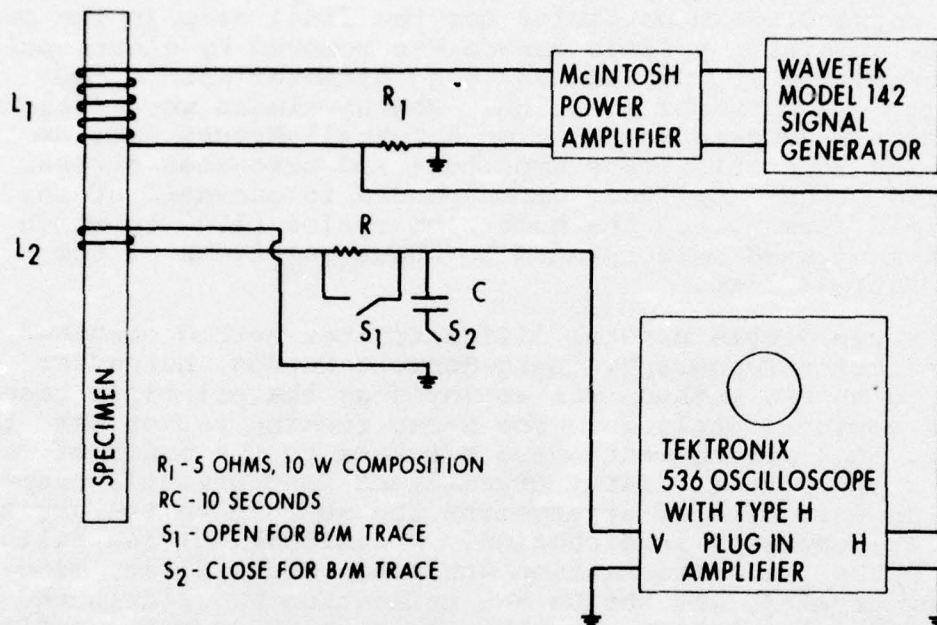 L1
R1
McINTOSH
POWER
AMPLIFIER
WAVETEK
MODEL 142
SIGNAL
GENERATOR
L2
R
S1
C
S2
SPECIMEN
R1 - 5 OHMS, 10 W COMPOSITION
RC - 10 SECONDS
S1 - OPEN FOR B/M TRACE
S2 - CLOSE FOR B/M TRACE
TEKTRONIX
536 OSCILLOSCOPE
WITH TYPE H
V PLUG IN H
AMPLIFIER